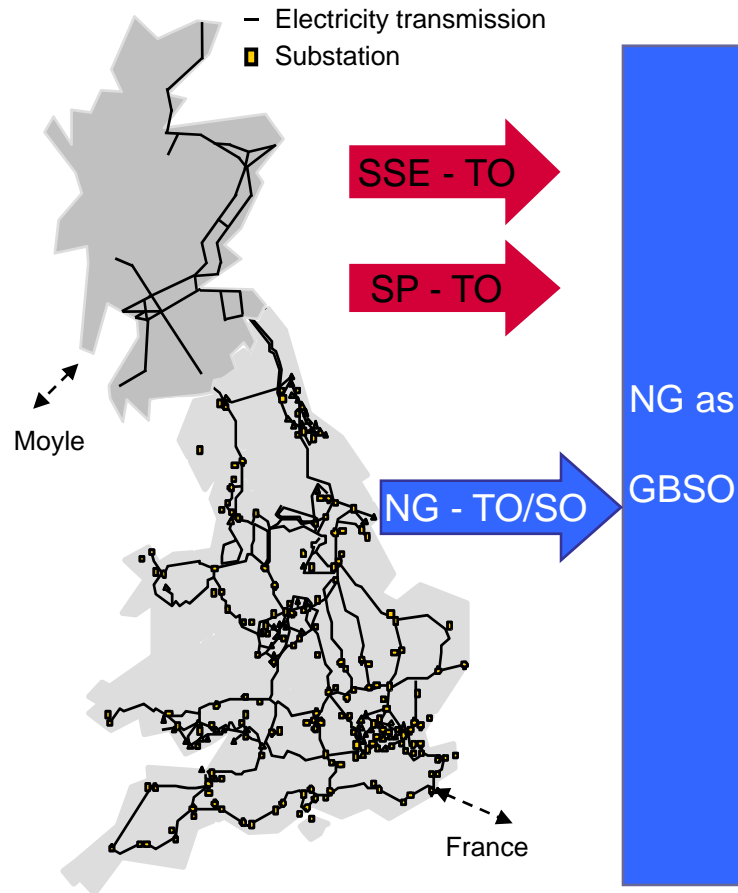 Electricity transmission
Substation
SSE - TO
SP - TO
NG as
GBSO
Moyle
NG - TO/SO
France